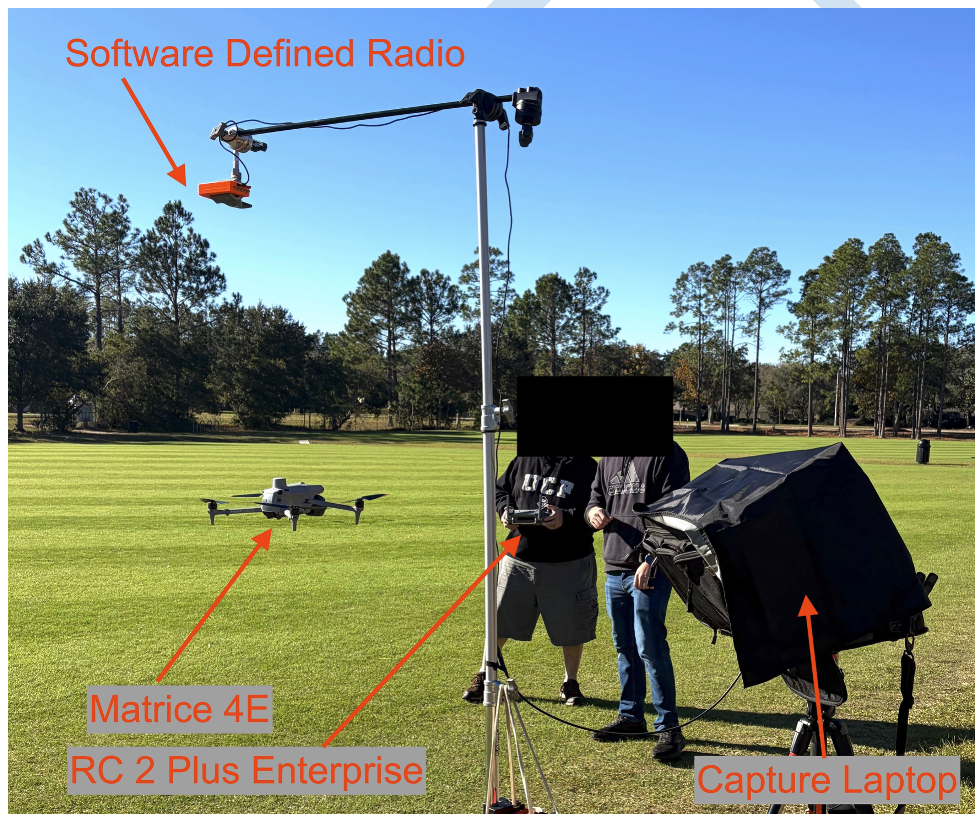 Software Defined Radio
Matrice 4E
RC 2 Plus Enterprise
Capture Laptop